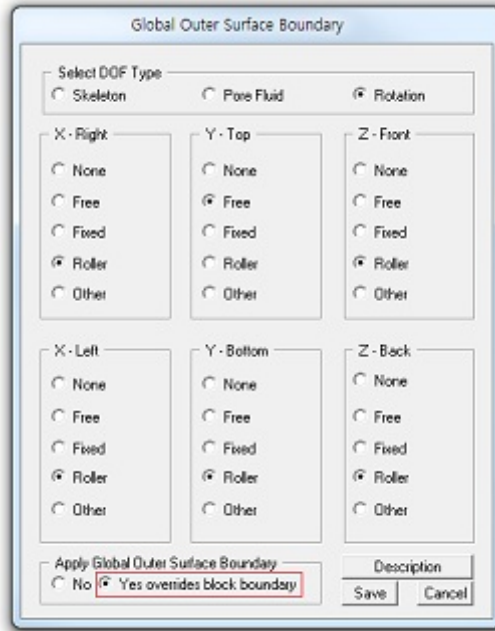 Global Outer Surface Boundary
Select DOF Type
Skeleton Pore Fluid Rotation
X - Right Y - Top Z - Front
None None None
Free Free Free
Fixed Fixed Fixed
Roller Roller Roller
Other Other Other
X - Left Y - Bottom Z - Back
None None None
Free Free Free
Fixed Fixed Fixed
Roller Roller Roller
Other Other Other
Apply Global Outer Surface Boundary
No Yes overrides block boundary
Description
Save Cancel